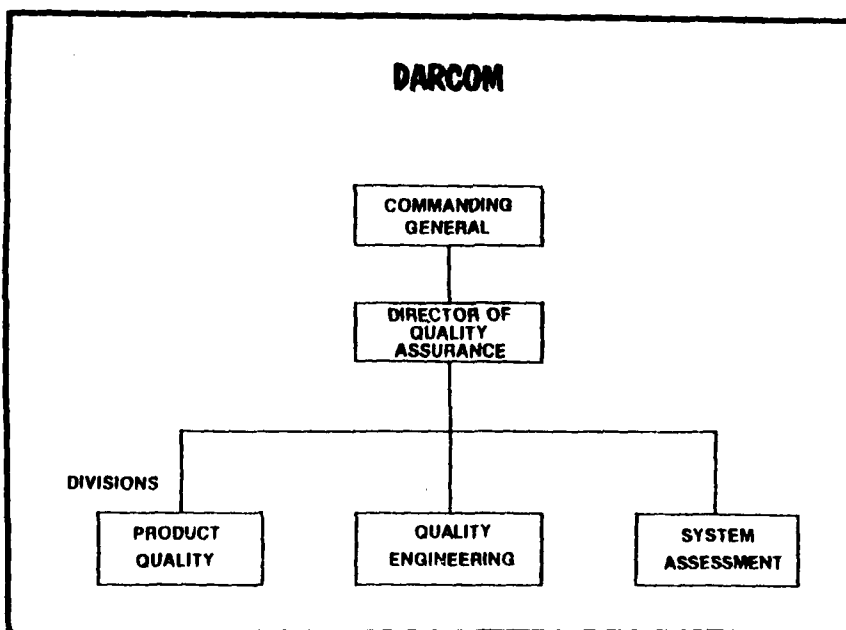 DARCOM
COMMANDING
GENERAL
DIRECTOR OF
QUALITY
ASSURANCE
DIVISIONS
PRODUCT
QUALITY
QUALITY
ENGINEERING
SYSTEM
ASSESSMENT